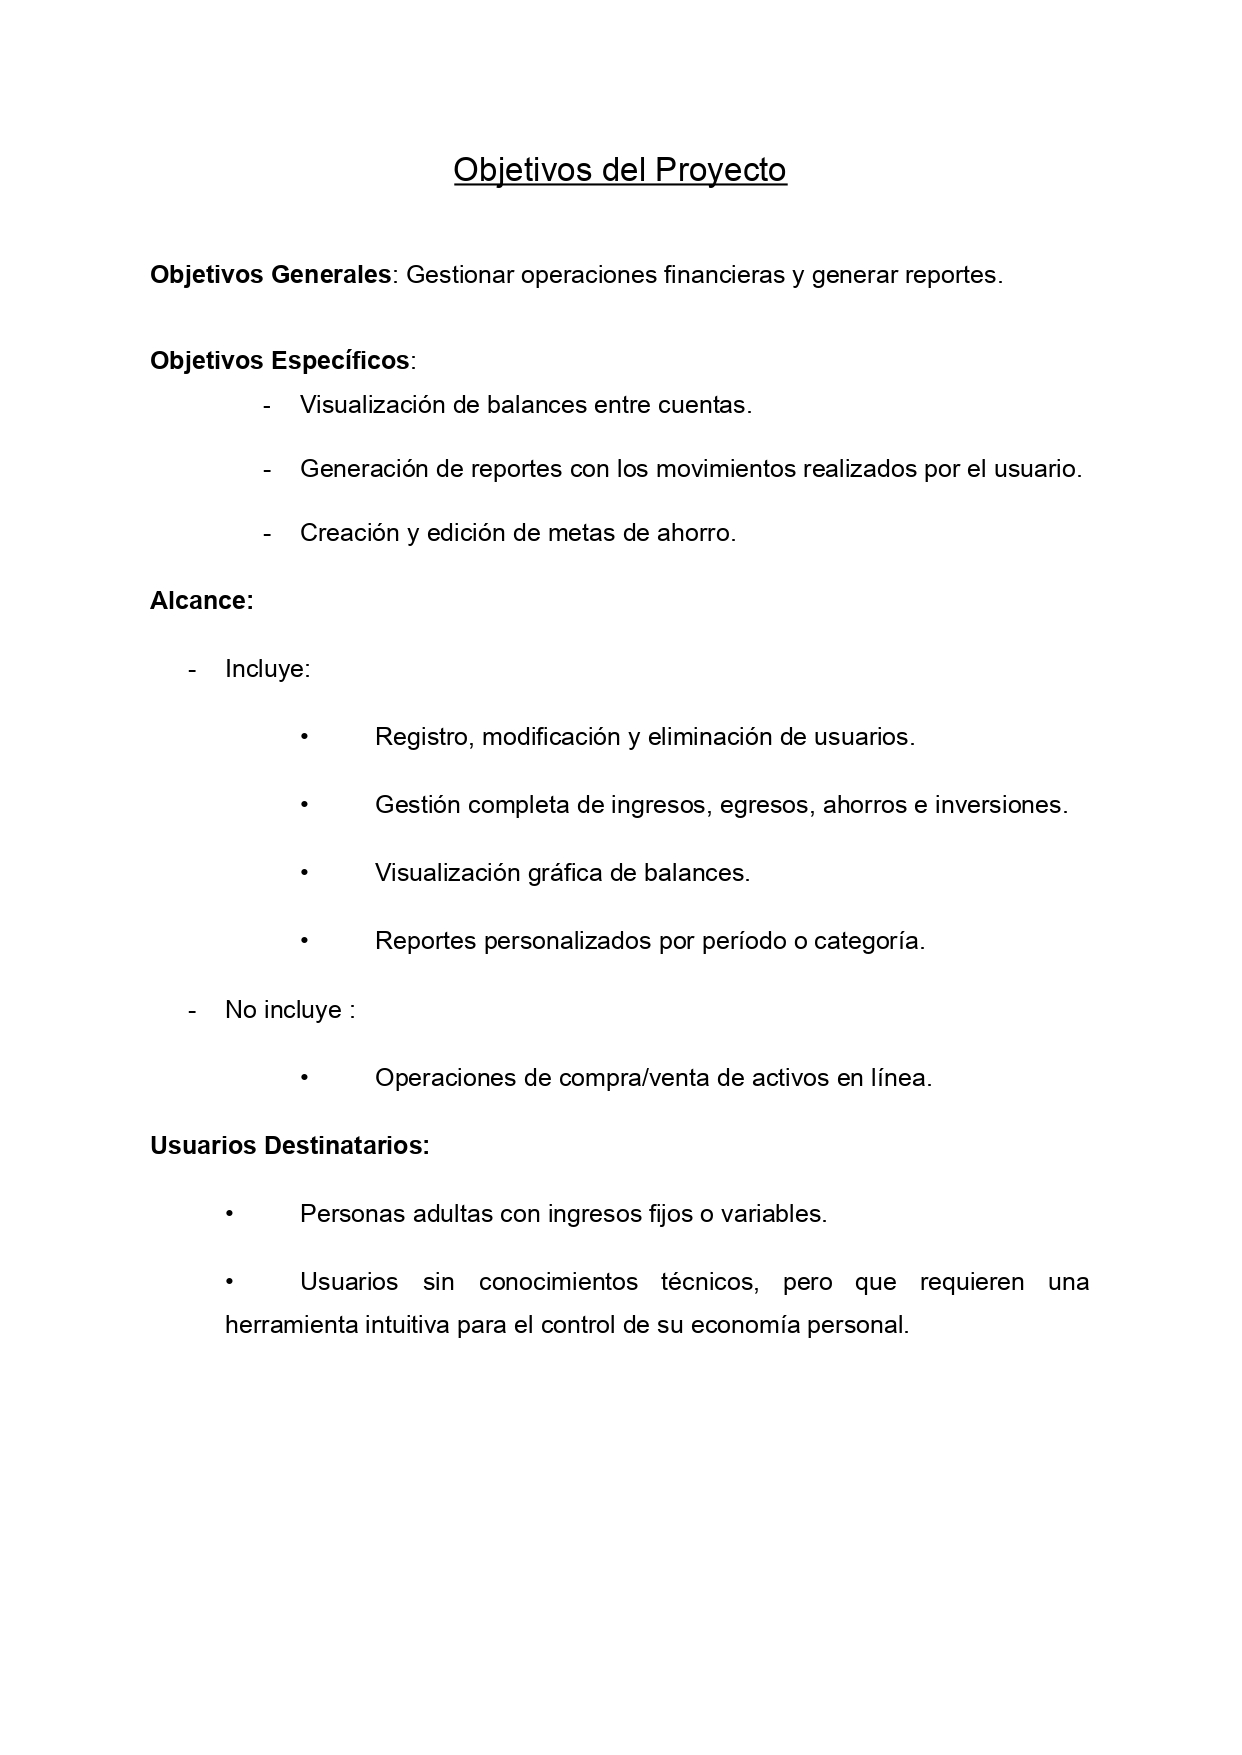 Objetivos del Proyecto
Objetivos Generales: Gestionar operaciones financieras y generar reportes.
Objetivos Específicos:
- Visualización de balances entre cuentas.
- Generación de reportes con los movimientos realizados por el usuario.
- Creación y edición de metas de ahorro.
Alcance:
- Incluye:
• Registro, modificación y eliminación de usuarios.
• Gestión completa de ingresos, egresos, ahorros e inversiones.
• Visualización gráfica de balances.
• Reportes personalizados por período o categoría.
- No incluye :
• Operaciones de compra/venta de activos en línea.
Usuarios Destinatarios:
• Personas adultas con ingresos fijos o variables.
• Usuarios sin conocimientos técnicos, pero que requieren una
herramienta intuitiva para el control de su economía personal.